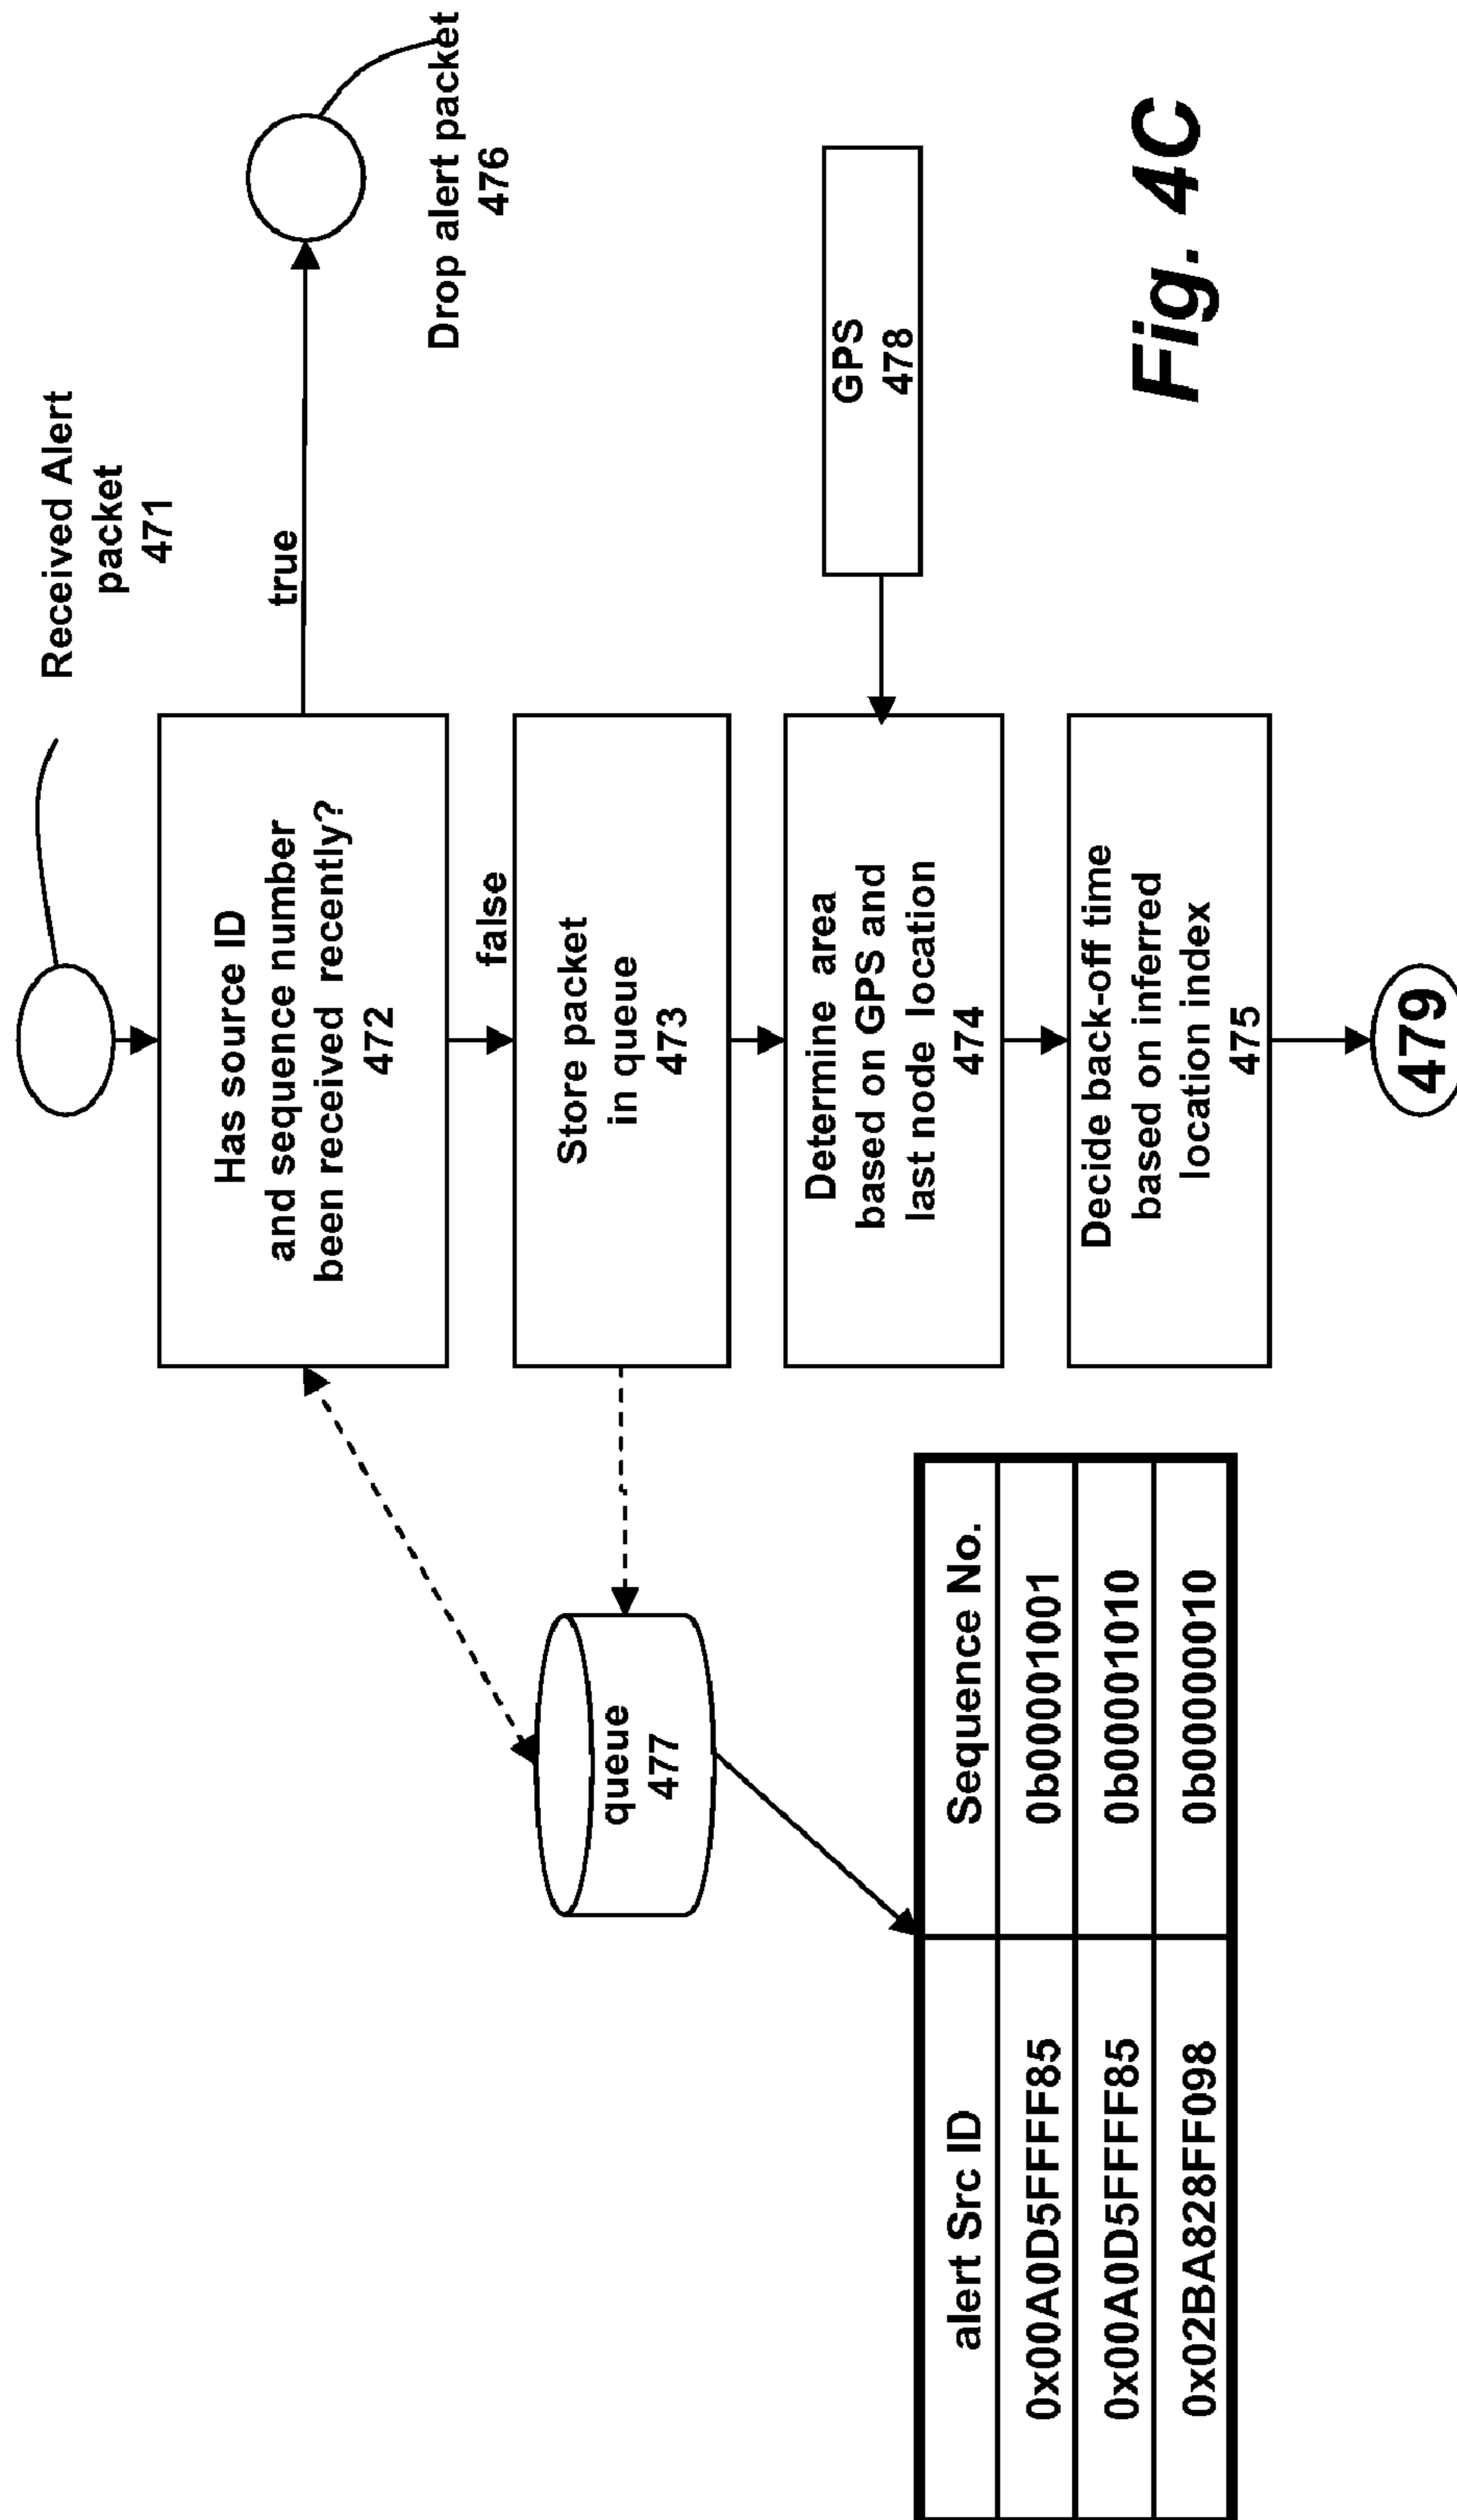 Received Alert
packet
471
Has source ID
and sequence number
been received recently?
472
true
Drop alert packet
476
false
Store packet
in queue
473
queue
477
Determine area
based on GPS and
last node location
474
GPS
478
Decide back-off time
based on inferred
location index
475
479
alert Src ID Sequence No.
0x00A0D5FFFF85 0b00001001
0x00A0D5FFFF85 0b00001010
0x02BA828FF098 0b00000010
Fig. 4C